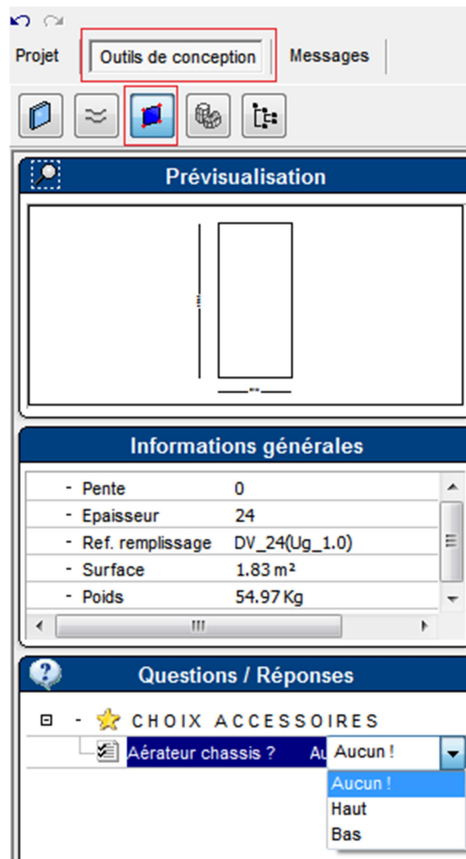 Projet Outils de conception Messages
Prévisualisation
Informations générales
- Pente 0
- Epaisseur 24
- Ref. remplissage DV_24(Ug_1.0)
- Surface 1.83 m²
- Poids 54.97 Kg
Questions / Réponses
- CHOIX ACCESSOIRES
Aérateur chassis ? Au Aucun !
Aucun !
Haut
Bas